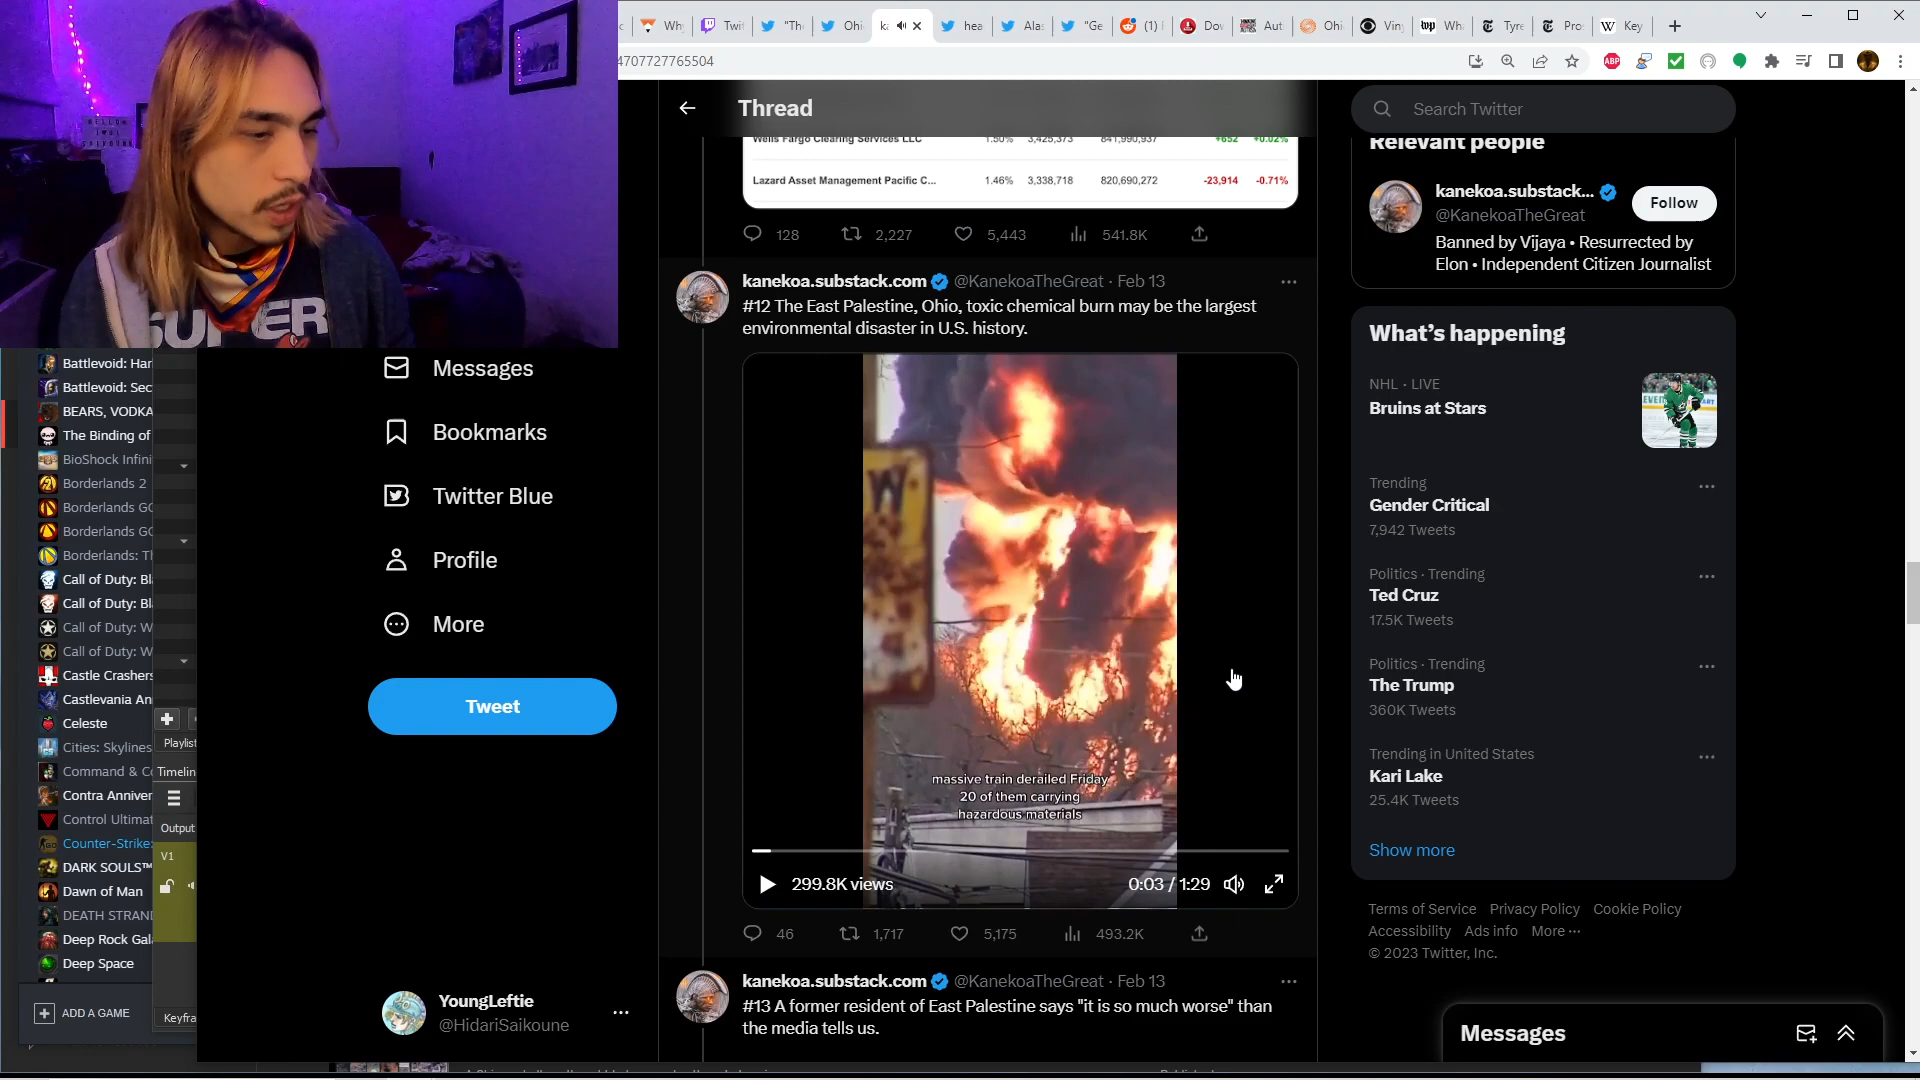 Why
Twit
"Th
Ohi
ka
hea
Ala
"Ge
(1)
Dov
Aut
Ohi
Vin
Wh
Tyre
Pro
Key
4707727765504
ABP
Thread
Search Twitter
Wells Fargo Clearing Services LLC 1.50% 3,425,373 841,990,937 +652 +0.02%
Lazard Asset Management Pacific C... 1.46% 3,338,718 820,690,272 -23,914 -0.71%
128 2,227 5,443 541.8K
kanekoa.substack.com @KanekoaTheGreat · Feb 13
#12 The East Palestine, Ohio, toxic chemical burn may be the largest
environmental disaster in U.S. history.
massive train derailed Friday
20 of them carrying
hazardous materials
299.8K views 0:03 / 1:29
46 1,717 5,175 493.2K
kanekoa.substack.com @KanekoaTheGreat · Feb 13
#13 A former resident of East Palestine says "it is so much worse" than
the media tells us.
Relevant people
kanekoa.substack...
@KanekoaTheGreat
Follow
Banned by Vijaya • Resurrected by
Elon • Independent Citizen Journalist
What's happening
NHL · LIVE
Bruins at Stars
Trending
Gender Critical
7,942 Tweets
Politics · Trending
Ted Cruz
17.5K Tweets
Politics · Trending
The Trump
360K Tweets
Trending in United States
Kari Lake
25.4K Tweets
Show more
Terms of Service Privacy Policy Cookie Policy
Accessibility Ads info More ...
© 2023 Twitter, Inc.
Messages
SUPER
Messages
Bookmarks
Twitter Blue
Profile
More
Tweet
YoungLeftie
@HidariSaikoune
Battlevoid: Har
Battlevoid: Sec
BEARS, VODKA
The Binding of
BioShock Infini
Borderlands 2
Borderlands GO
Borderlands GO
Borderlands: Th
Call of Duty: Bl
Call of Duty: Bl
Call of Duty: W
Call of Duty: W
Castle Crashers
Castlevania An
Celeste
Cities: Skylines
Command & Co
Contra Anniver
Control Ultimat
Counter-Strike:
DARK SOULS™
Dawn of Man
DEATH STRAN
Deep Rock Gal
Deep Space
ADD A GAME
Playlist
Timelin
Output
V1
Keyfra